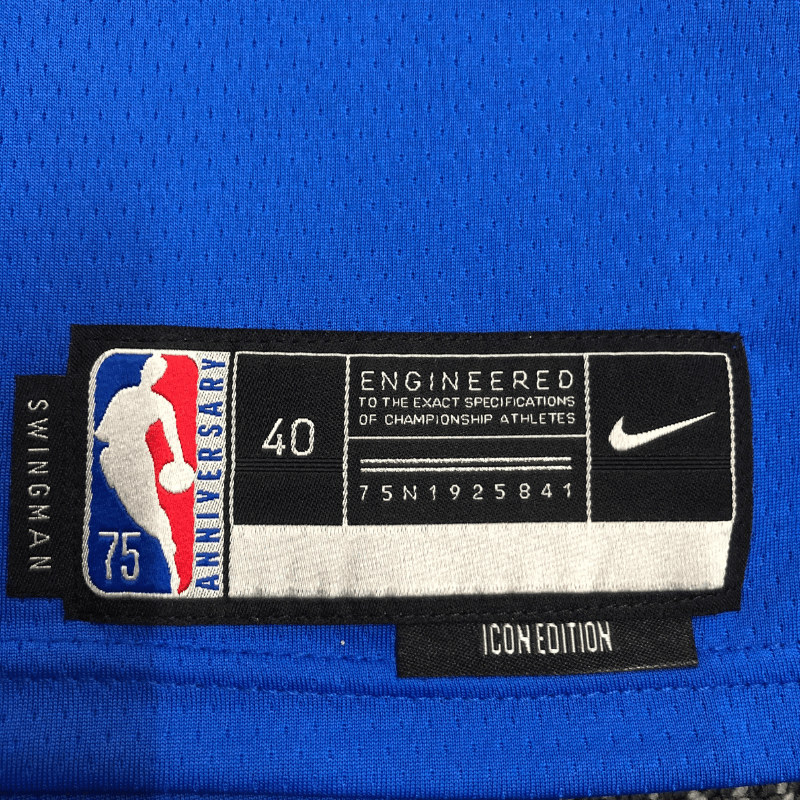 SWINGMAN
75
ANNIVERSARY
40
ENGINEERED
TO THE EXACT SPECIFICATIONS
OF CHAMPIONSHIP ATHLETES
75N1925841
ICON EDITION